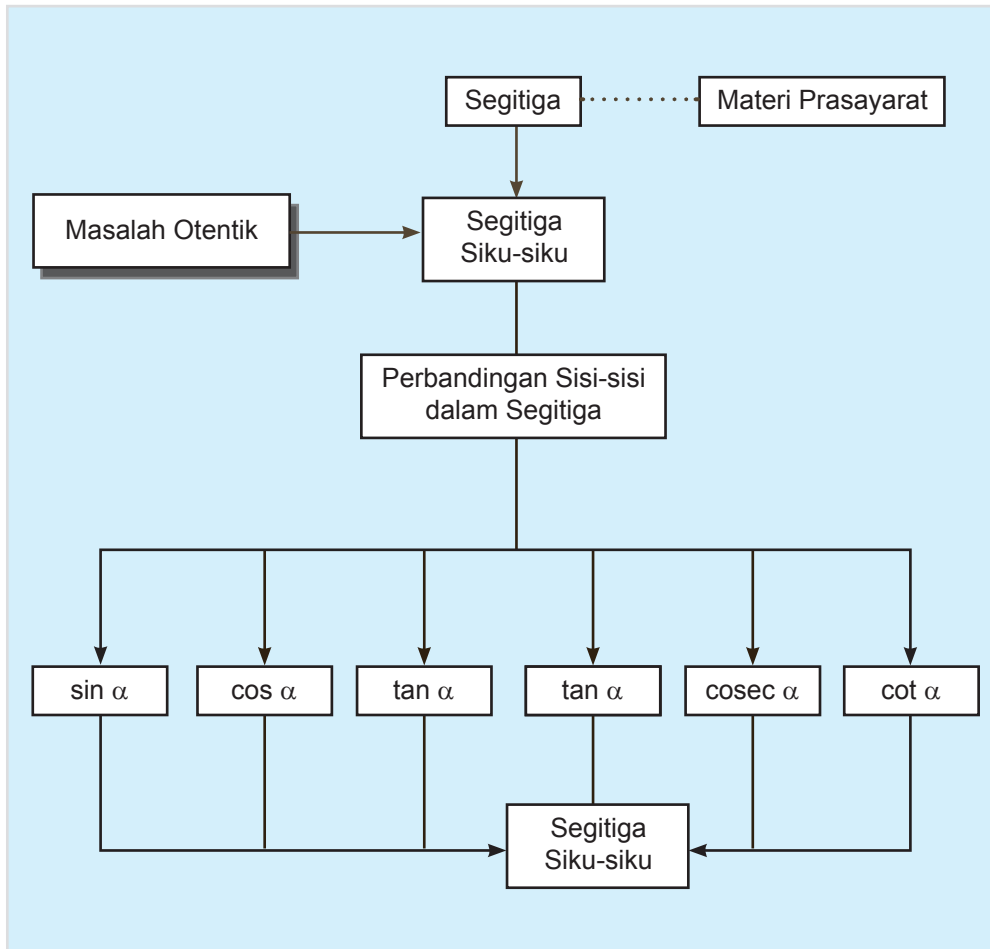 Segitiga
Materi Prasayarat
Masalah Otentik
Segitiga
Siku-siku
Perbandingan Sisi-sisi
dalam Segitiga
sin α
cos α
tan α
tan α
cosec α
cot α
Segitiga
Siku-siku